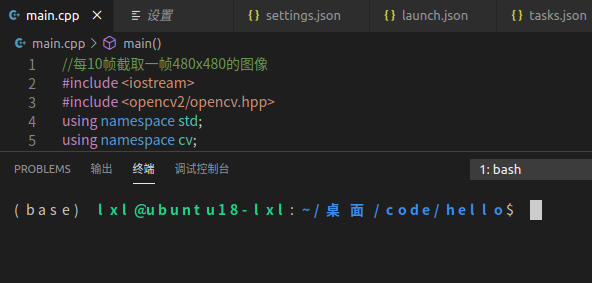 main.cpp × 设置 {} settings.json {} launch.json {} tasks.json
main.cpp > main()
1 //每10帧截取一帧480x480的图像
2 #include <iostream>
3 #include <opencv2/opencv.hpp>
4 using namespace std;
5 using namespace cv;
PROBLEMS 输出 终端 调试控制台 1: bash
(base) lxl@ubuntu18-lxl:~/桌面/code/hello$